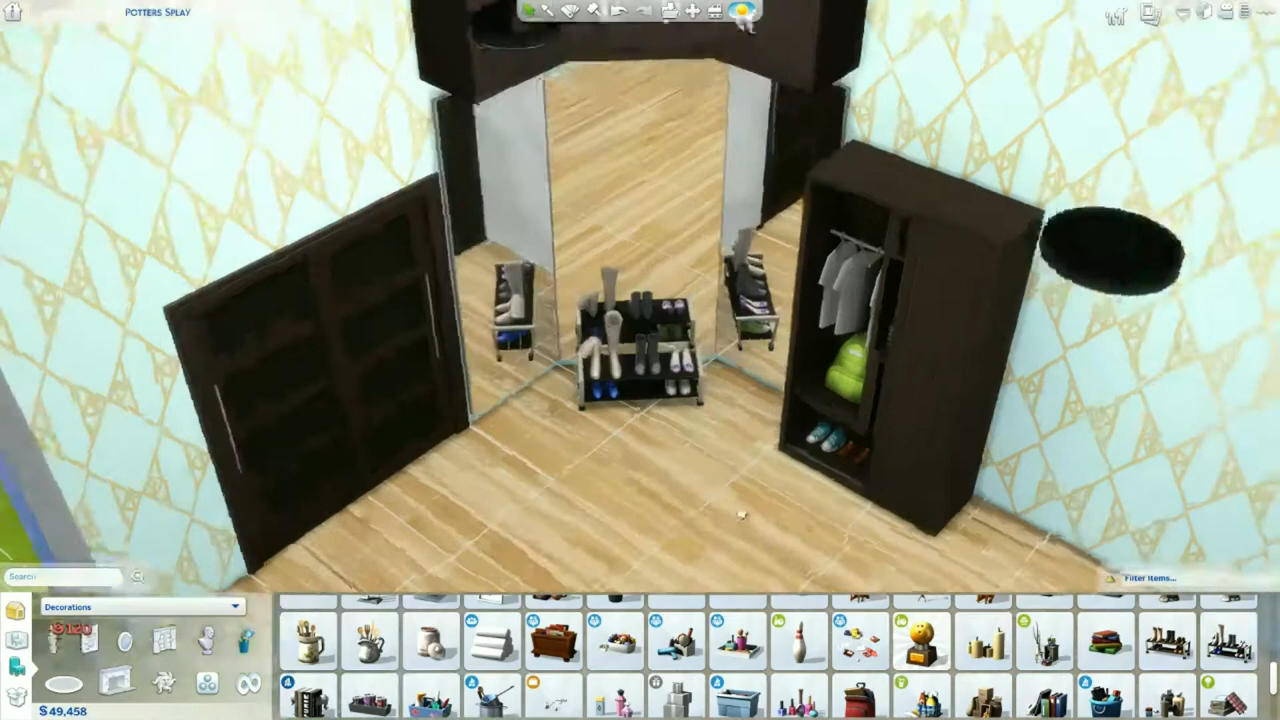 POTTERS SPLAY
Search
Filter Items...
Decorations
§120
§49,458